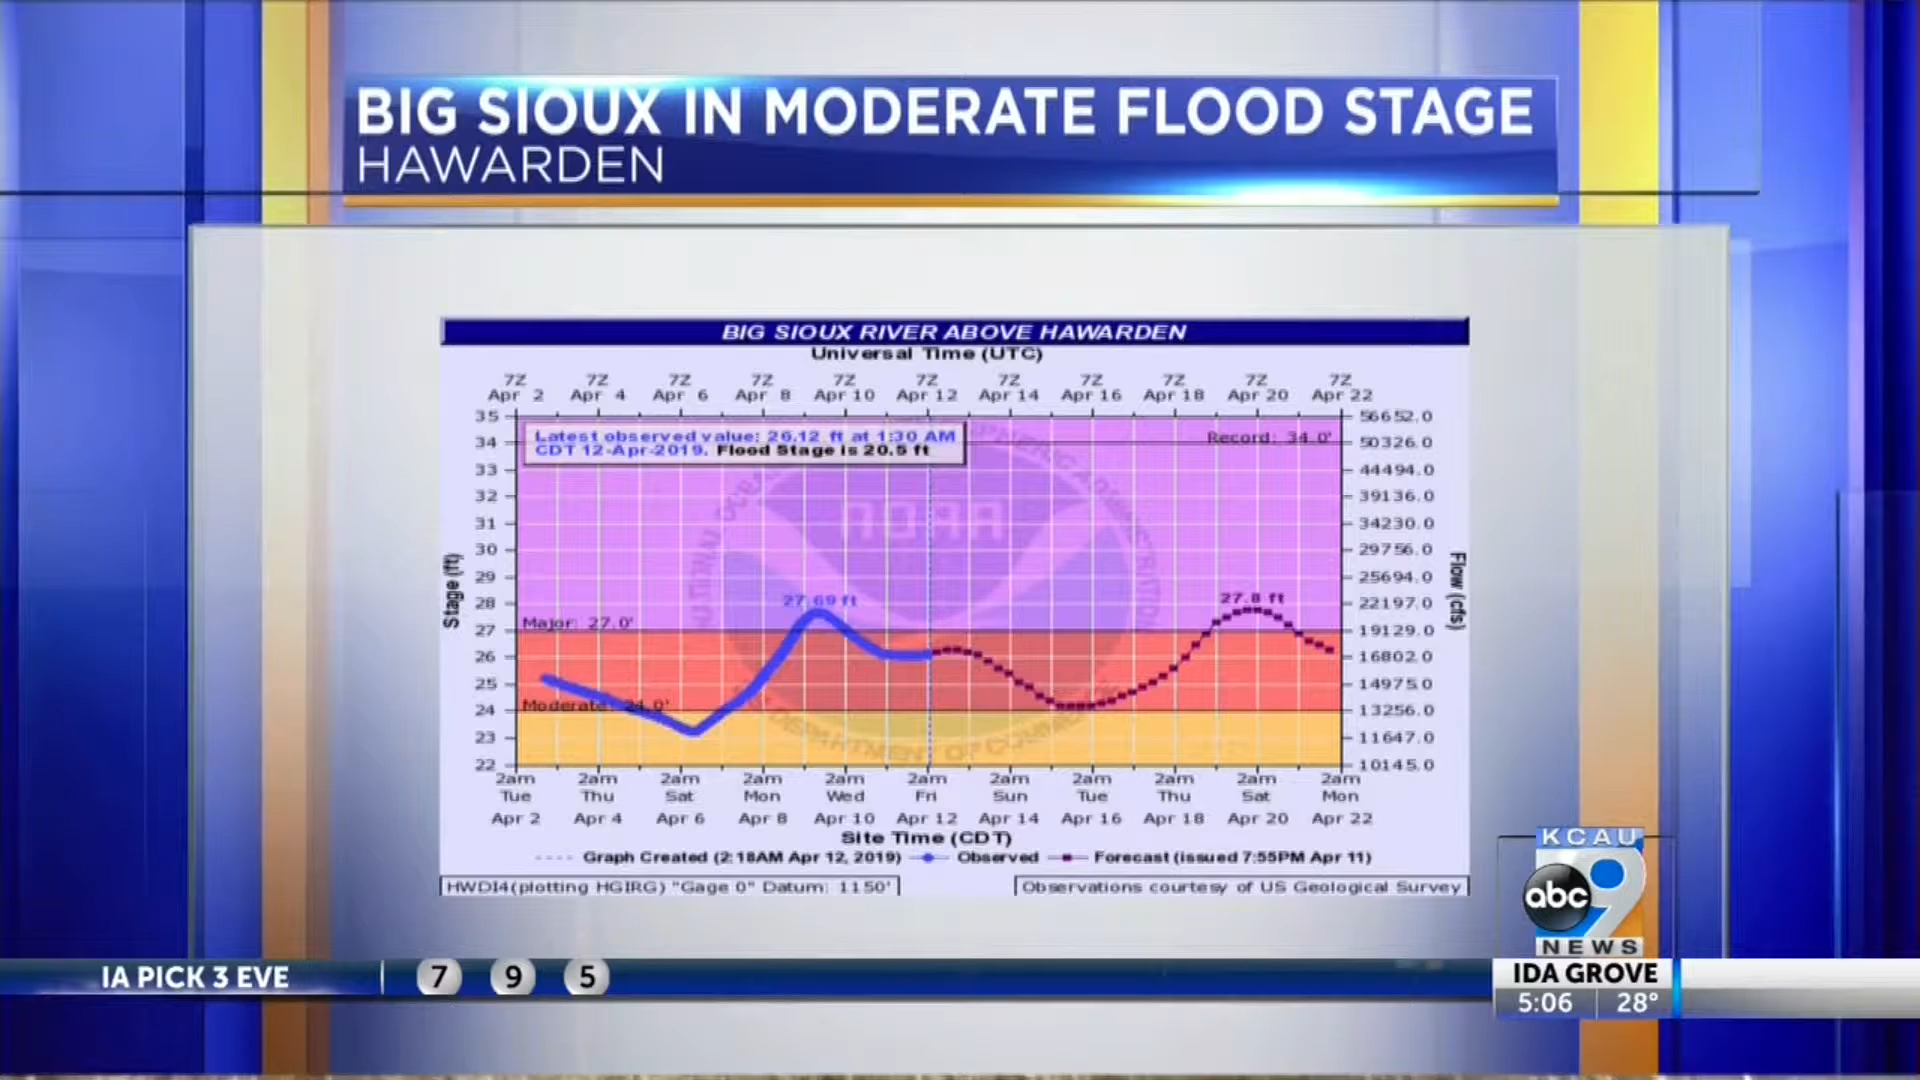 BIG SIOUX IN MODERATE FLOOD STAGE
HAWARDEN
BIG SIOUX RIVER ABOVE HAWARDEN
Universal Time (UTC)
7Z 7Z 7Z 7Z 7Z 7Z 7Z 7Z 7Z 7Z 7Z
Apr 2 Apr 4 Apr 6 Apr 8 Apr 10 Apr 12 Apr 14 Apr 16 Apr 18 Apr 20 Apr 22
35 56652.0
Latest observed value: 26.12 ft at 1:30 AM
CDT 12-Apr-2019. Flood Stage is 20.5 ft
Record: 34.0'
34 50326.0
33 44494.0
32 39136.0
NOAA
31 34230.0
30 29756.0
29 25694.0
Stage (ft)
Flow (cfs)
27.69 ft 27.8 ft
28 22197.0
Major: 27.0'
27 19129.0
26 16802.0
25 14975.0
Moderate: 24.0'
24 13256.0
DEPARTMENT OF COMMERCE
23 11647.0
22 10145.0
2am 2am 2am 2am 2am 2am 2am 2am 2am 2am 2am
Tue Thu Sat Mon Wed Fri Sun Tue Thu Sat Mon
Apr 2 Apr 4 Apr 6 Apr 8 Apr 10 Apr 12 Apr 14 Apr 16 Apr 18 Apr 20 Apr 22
Site Time (CDT)
Graph Created (2:18AM Apr 12, 2019) Observed Forecast (issued 7:55PM Apr 11)
HWDI4(plotting HGIRG) "Gage 0" Datum: 1150' Observations courtesy of US Geological Survey
KCAU
abc 9
NEWS
IA PICK 3 EVE 7 9 5
IDA GROVE
5:06 28°